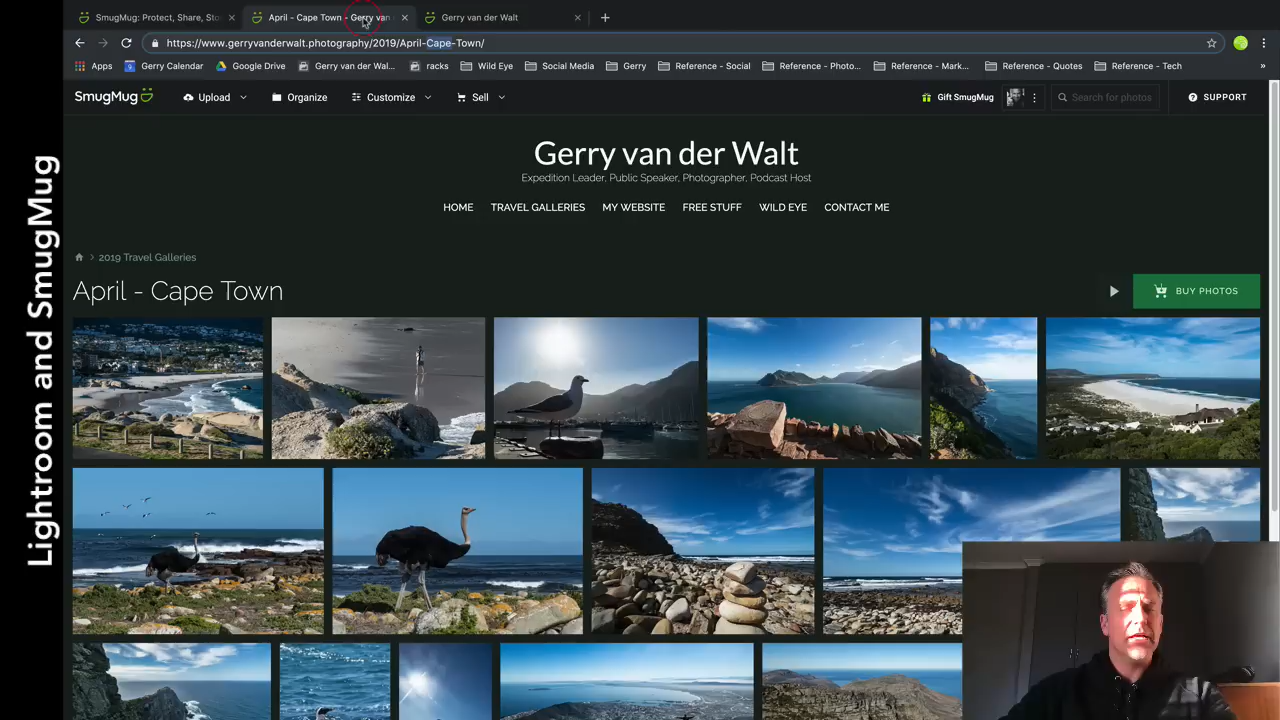 Lightroom and SmugMug
SmugMug: Protect, Share, Sto
April - Cape Town - Gerry van
Gerry van der Walt
https://www.gerryvanderwalt.photography/2019/April-Cape-Town/
Apps
Gerry Calendar
Google Drive
Gerry van der Wal...
racks
Wild Eye
Social Media
Gerry
Reference - Social
Reference - Photo...
Reference - Mark...
Reference - Quotes
Reference - Tech
»
SmugMug
Upload
Organize
Customize
Sell
Gift SmugMug
Search for photos
SUPPORT
Gerry van der Walt
Expedition Leader, Public Speaker, Photographer, Podcast Host
HOME TRAVEL GALLERIES MY WEBSITE FREE STUFF WILD EYE CONTACT ME
2019 Travel Galleries
April - Cape Town
BUY PHOTOS